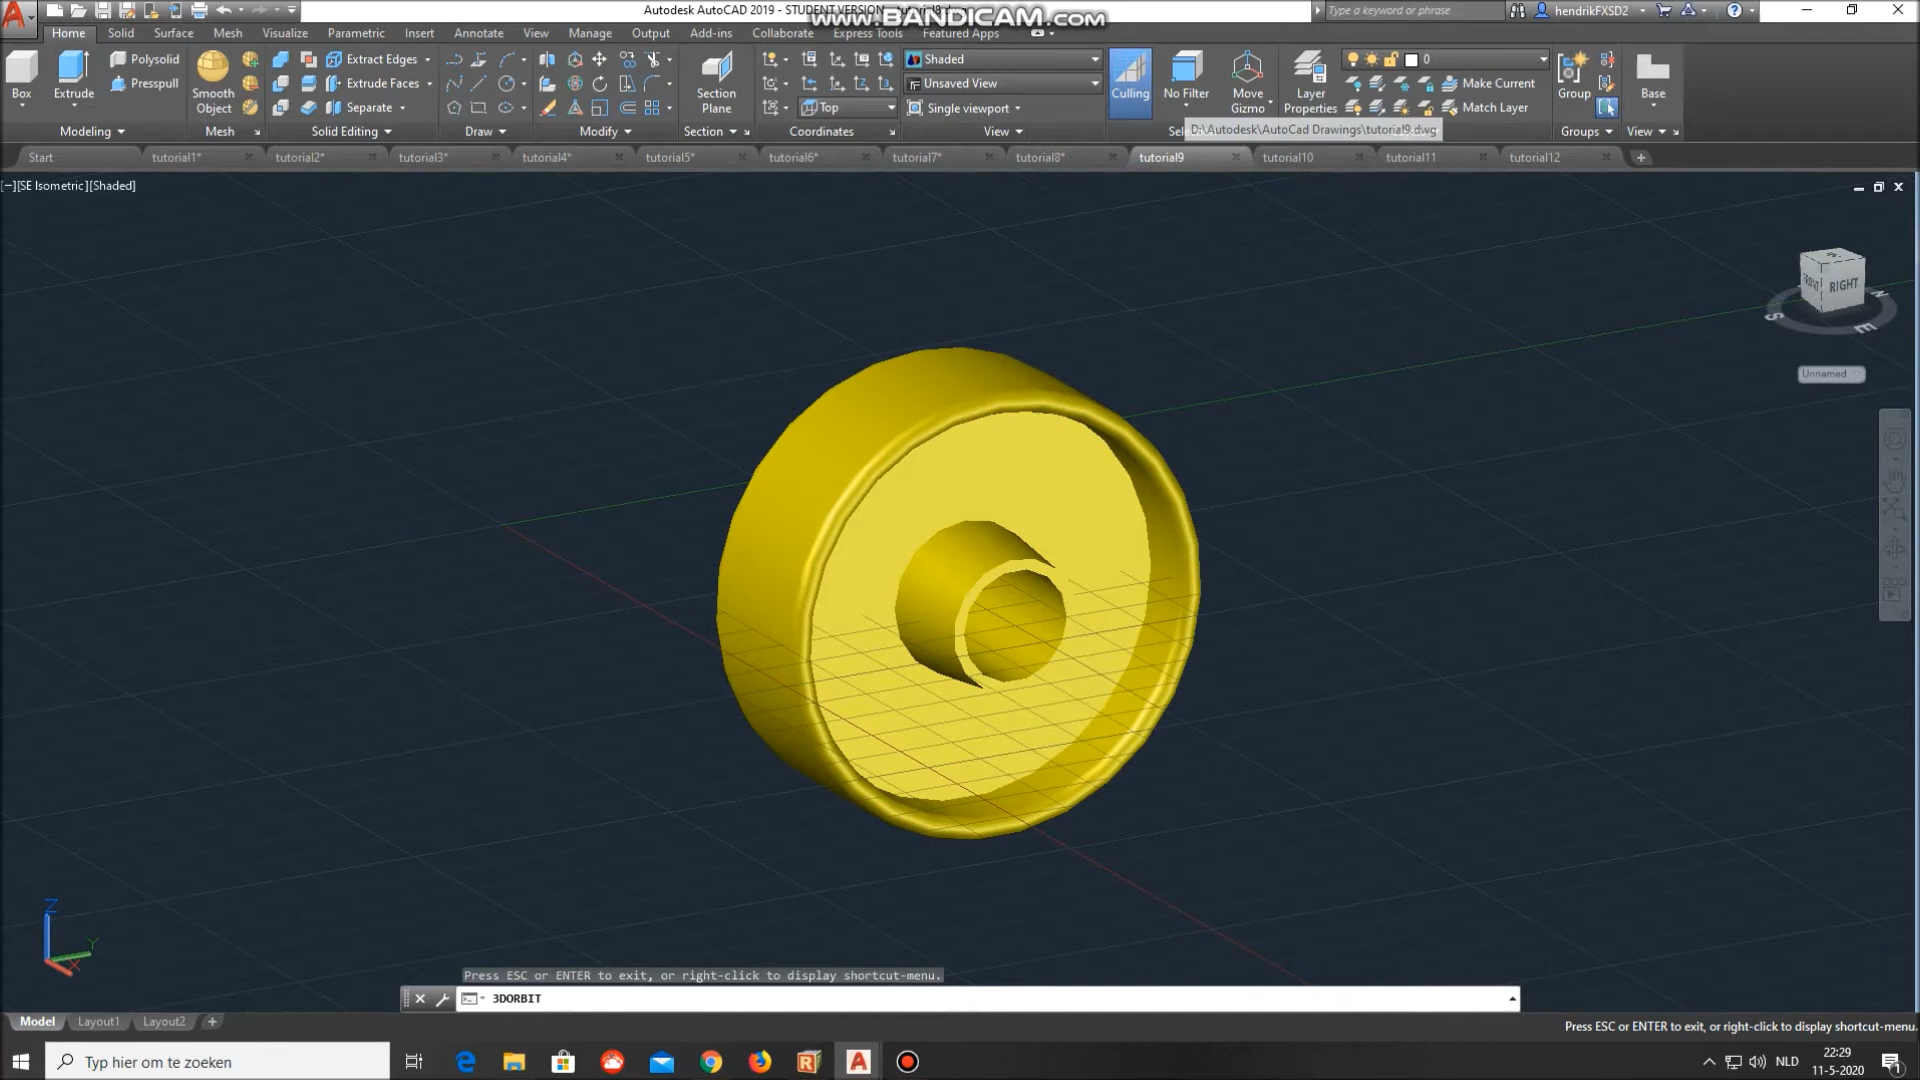 Autodesk AutoCAD 2019 - STUDENT VERSION
www.BANDICAM.com
Type a keyword or phrase
hendrikFXSD2
Home Solid Surface Mesh Visualize Parametric Insert Annotate View Manage Output Add-ins Collaborate Express Tools Featured Apps
Polysolid Extract Edges Shaded 0
Presspull Extrude Faces Unsaved View Make Current
Box Extrude Smooth Object Separate Section Plane Top Single viewport Culling No Filter Move Gizmo Layer Properties Match Layer Group Base
Modeling Mesh Solid Editing Draw Modify Section Coordinates View Groups View
D:\Autodesk\AutoCad Drawings\tutorial9.dwg
Start tutorial1* tutorial2* tutorial3* tutorial4* tutorial5* tutorial6* tutorial7* tutorial8* tutorial9 tutorial10 tutorial11 tutorial12
[−][SE Isometric][Shaded]
FRONT RIGHT
S E N
Unnamed
Z
Y
X
Press ESC or ENTER to exit, or right-click to display shortcut-menu.
3DORBIT
Model Layout1 Layout2
Press ESC or ENTER to exit, or right-click to display shortcut-menu.
Typ hier om te zoeken
NLD
22:29
11-5-2020
1